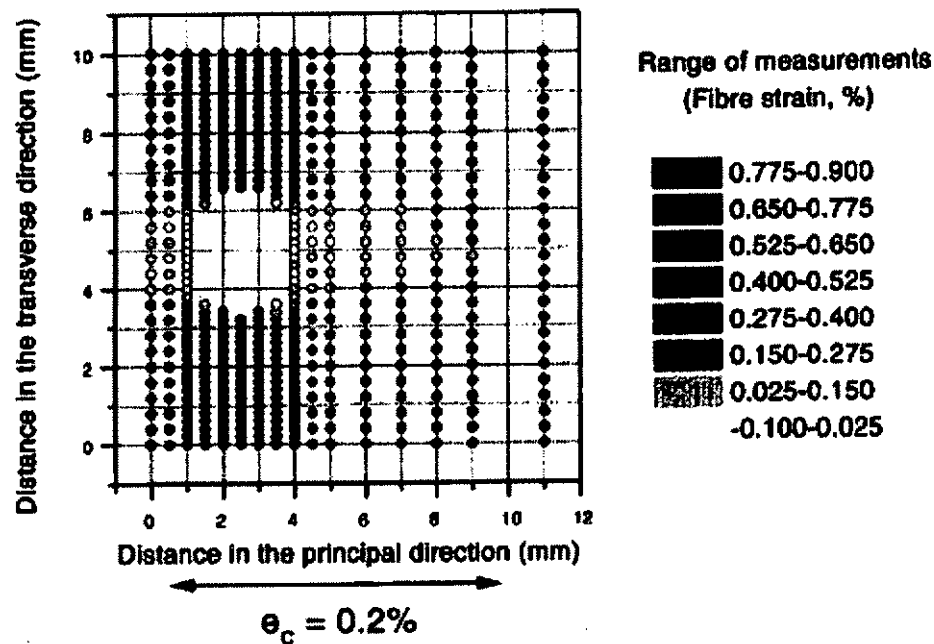 Distance in the transverse direction (mm)
10
8
6
4
2
0
0 2 4 6 8 10 12
Distance in the principal direction (mm)
e_c = 0.2%
Range of measurements
(Fibre strain, %)
0.775-0.900
0.650-0.775
0.525-0.650
0.400-0.525
0.275-0.400
0.150-0.275
0.025-0.150
-0.100-0.025